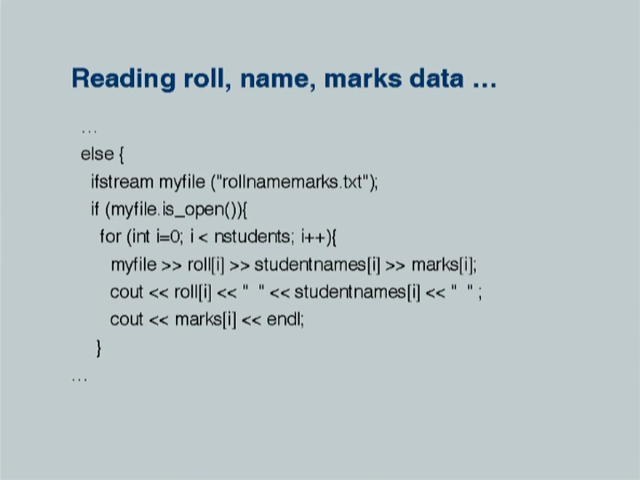 Reading roll, name, marks data ...
...
else {
ifstream myfile ("rollnamemarks.txt");
if (myfile.is_open()){
for (int i=0; i < nstudents; i++){
myfile >> roll[i] >> studentnames[i] >> marks[i];
cout << roll[i] << "  " << studentnames[i] << "  " ;
cout << marks[i] << endl;
}
...